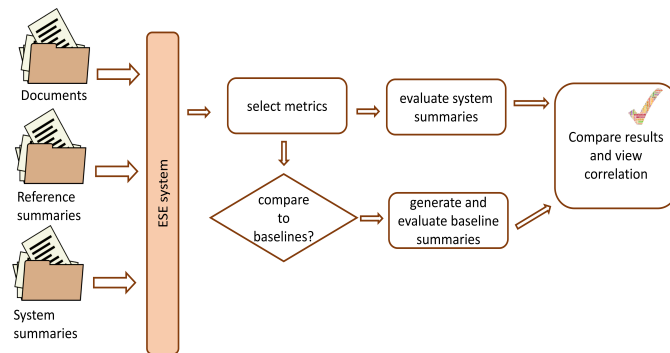 Documents
Reference
summaries
System
summaries
ESE system
select metrics
evaluate system
summaries
compare
to
baselines?
generate and
evaluate baseline
summaries
Compare results
and view
correlation